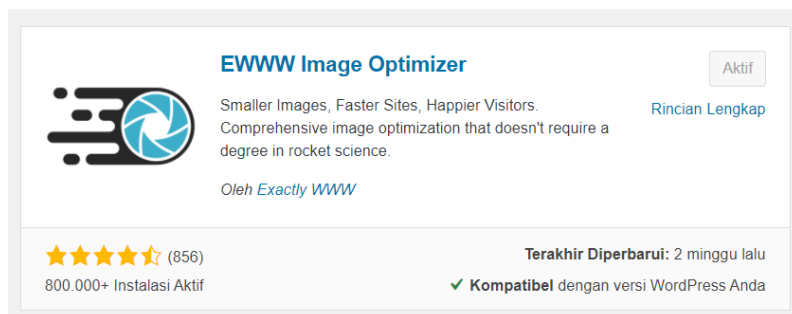 EWWW Image Optimizer
Aktif
Smaller Images, Faster Sites, Happier Visitors.
Rincian Lengkap
Comprehensive image optimization that doesn't require a
degree in rocket science.
Oleh Exactly WWW
(856)
Terakhir Diperbarui: 2 minggu lalu
800.000+ Instalasi Aktif
Kompatibel dengan versi WordPress Anda